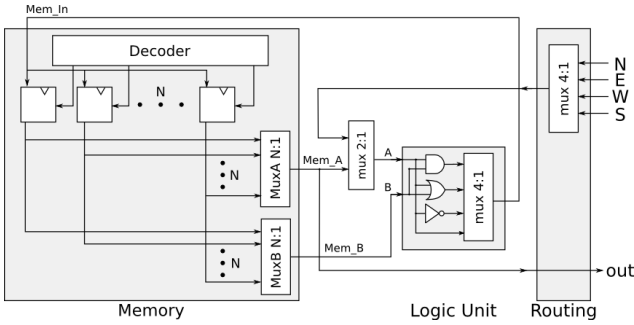 Mem_In
Decoder
N
MuxA N:1
N
MuxB N:1
N
Mem_A
Mem_B
mux 2:1
A
B
mux 4:1
mux 4:1
N
E
W
S
out
Memory
Logic Unit
Routing